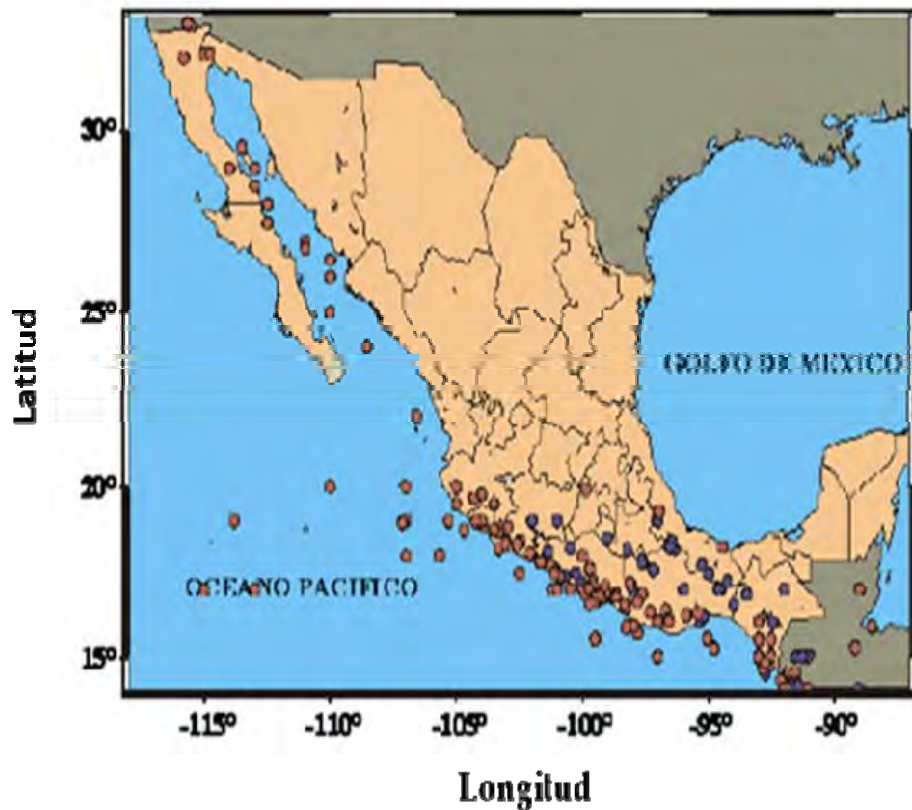 30°
25°
20°
15°
Latitud
GOLFO DE MEXICO
OCEANO PACIFICO
-115° -110° -105° -100° -95° -90°
Longitud